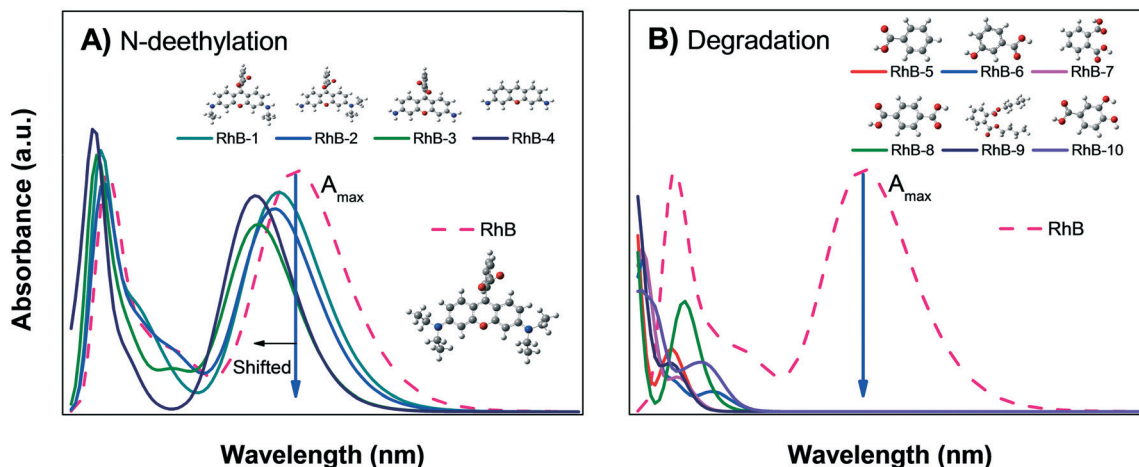 A) N-deethylation
RhB-1 RhB-2 RhB-3 RhB-4
A max
RhB
Shifted
Absorbance (a.u.)
Wavelength (nm)
B) Degradation
RhB-5 RhB-6 RhB-7
RhB-8 RhB-9 RhB-10
A max
RhB
Wavelength (nm)